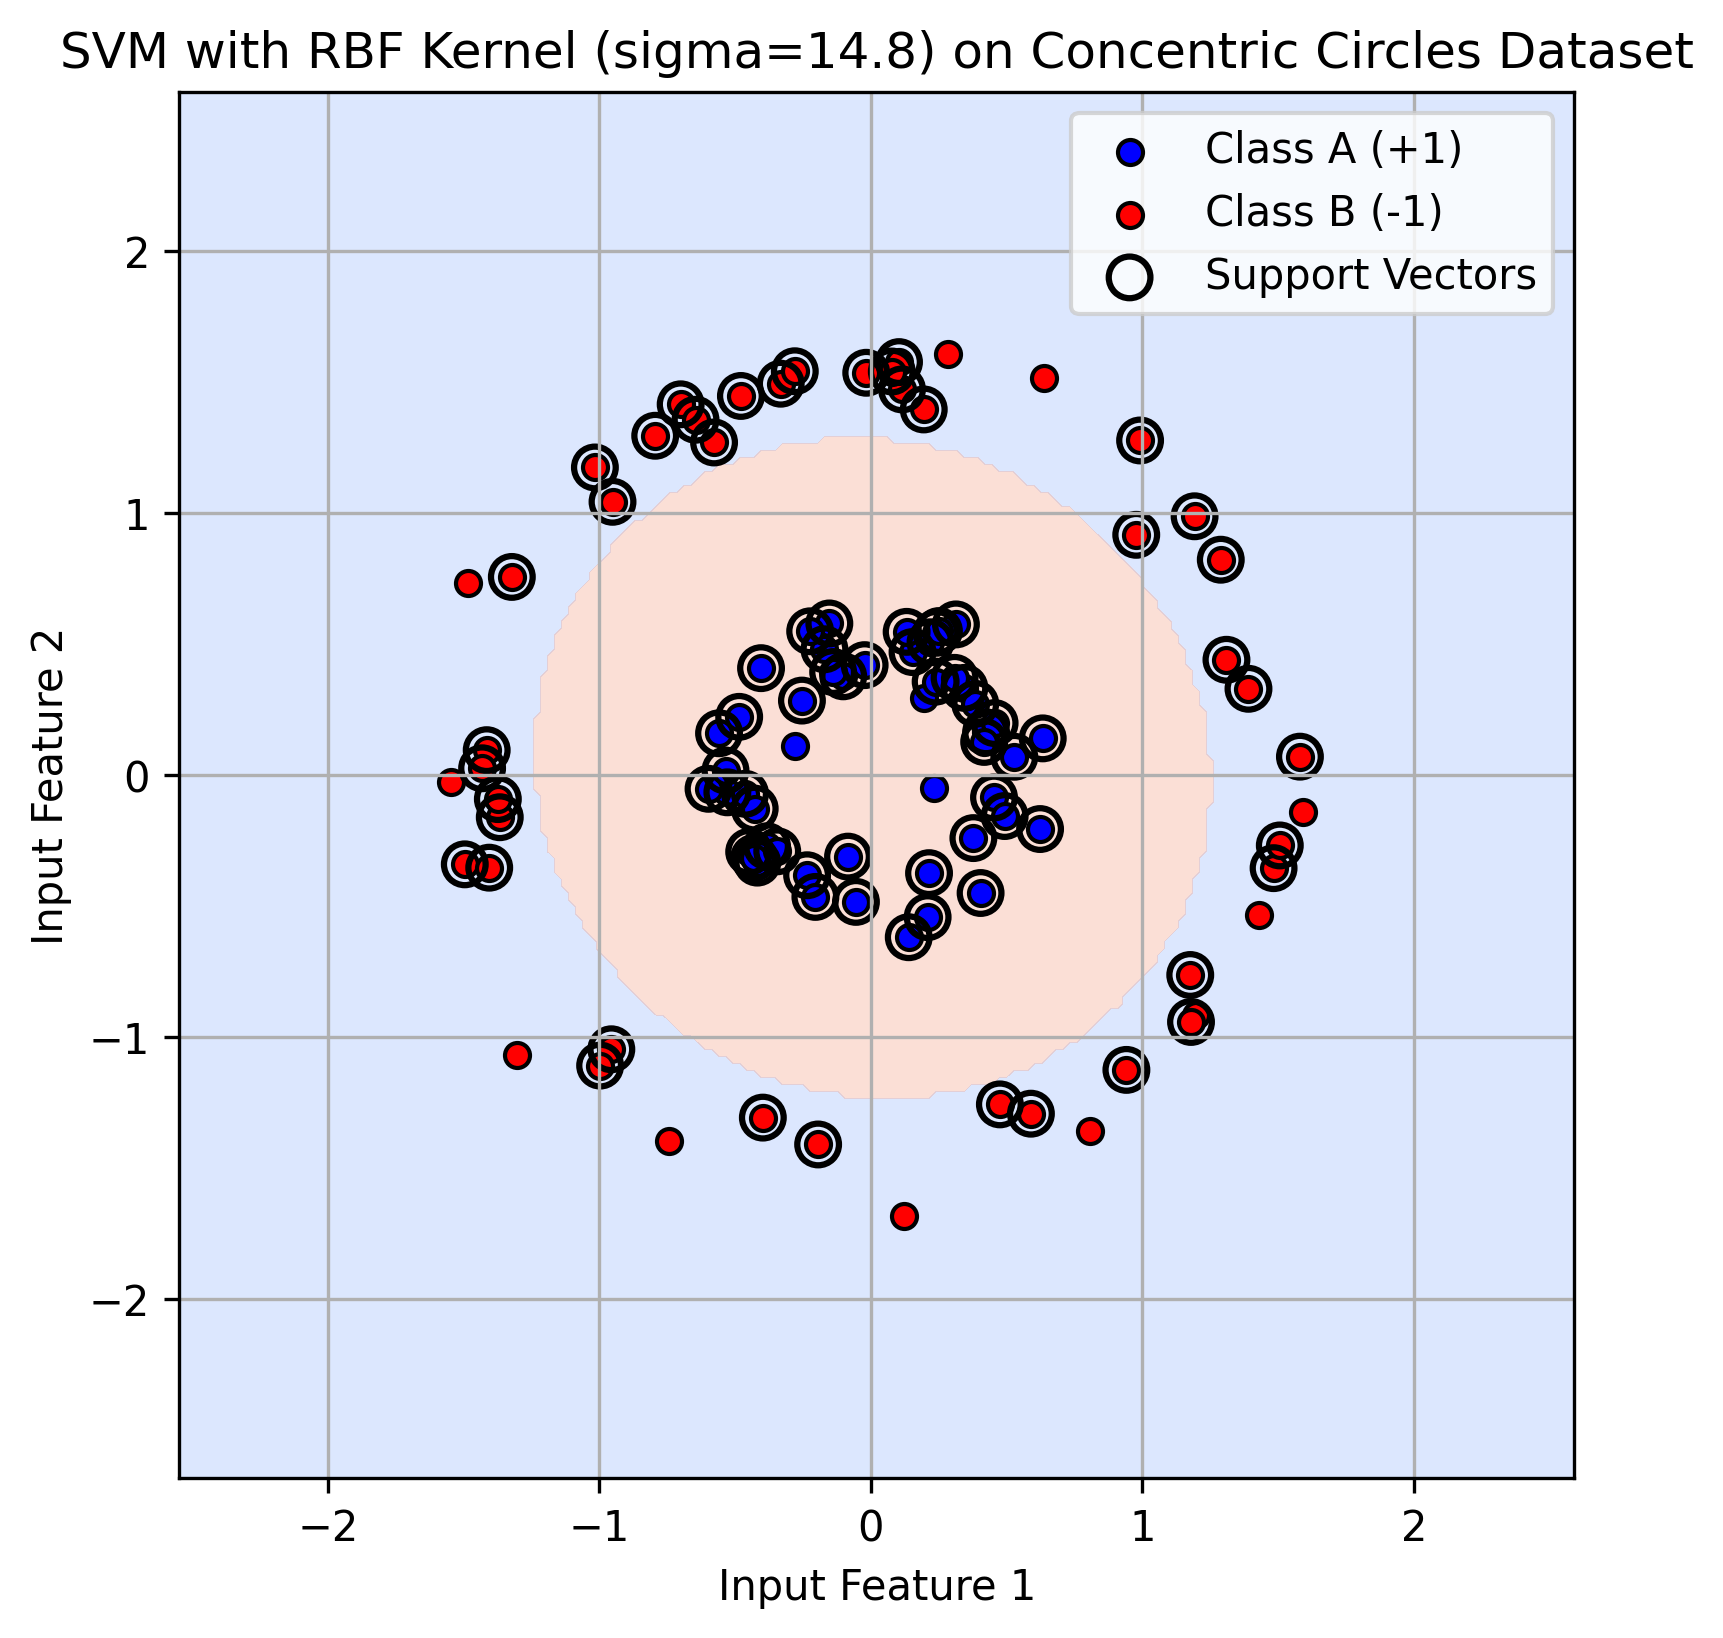 SVM with RBF Kernel (sigma=14.8) on Concentric Circles Dataset
Class A (+1)
Class B (-1)
Support Vectors
Input Feature 2
2
1
0
−1
−2
−2
−1
0
1
2
Input Feature 1